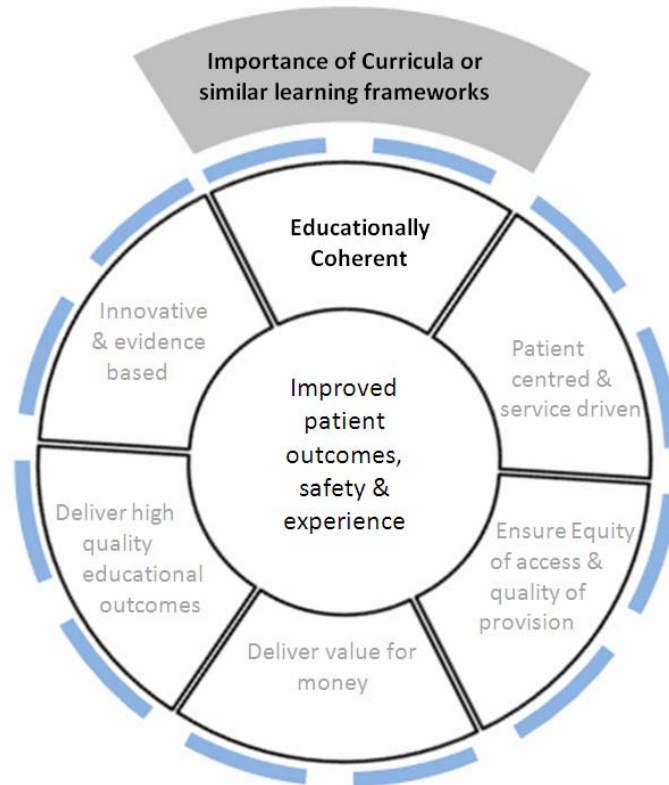 Importance of Curricula or
similar learning frameworks
Educationally
Coherent
Innovative
& evidence
based
Patient
centred &
service driven
Improved
patient
outcomes,
safety &
experience
Deliver high
quality
educational
outcomes
Ensure Equity
of access &
quality of
provision
Deliver value for
money